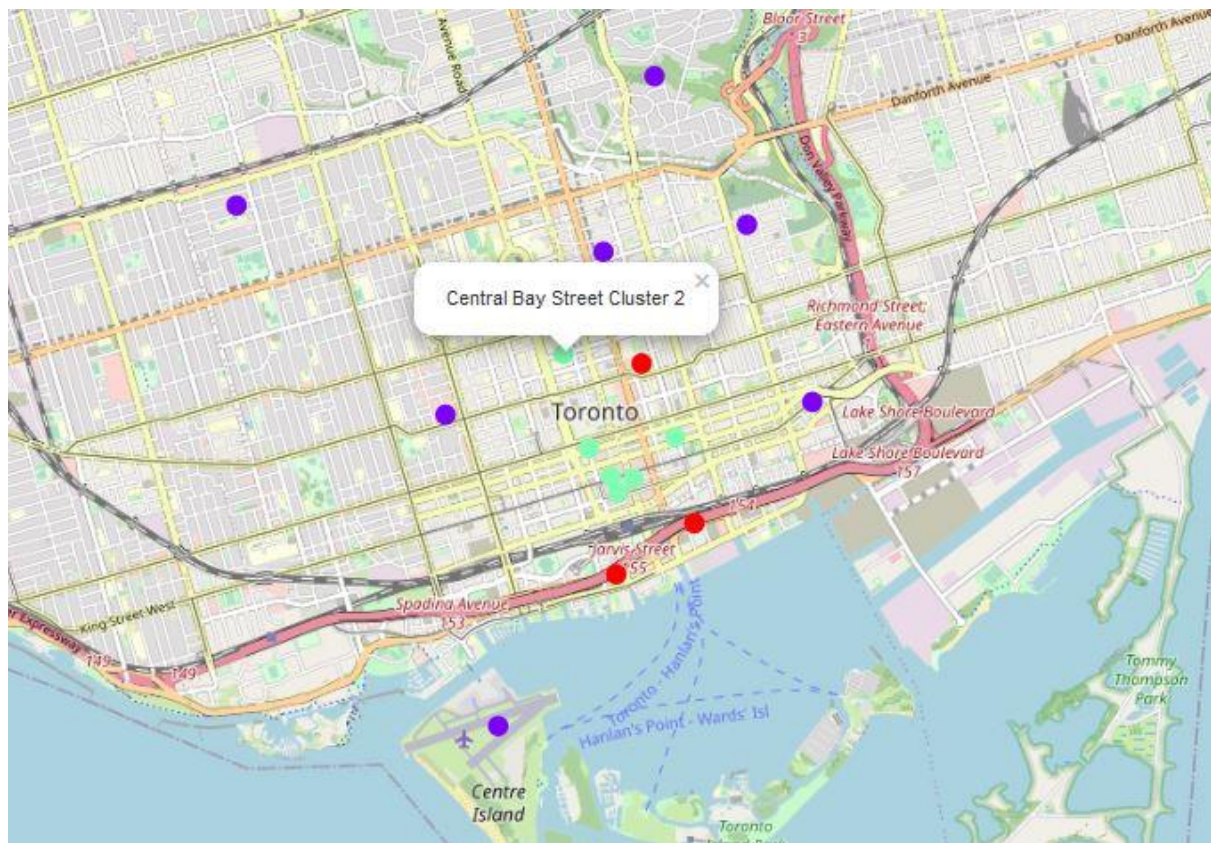 Bloor Street
E
Danforth Avenue
Avenue Road
Danforth Avenue
Don Valley Parkway
×
Central Bay Street Cluster 2
Richmond Street;
Eastern Avenue
Toronto
Lake Shore Boulevard
Lake Shore Boulevard
157
154
Jarvis Street
155
King Street West
Spadina Avenue
153
er Expressway
149
149
Toronto - Hanlan's Point
Hanlan's Point - Wards' Isl
Tommy
Thompson
Park
Centre
Island
Toronto